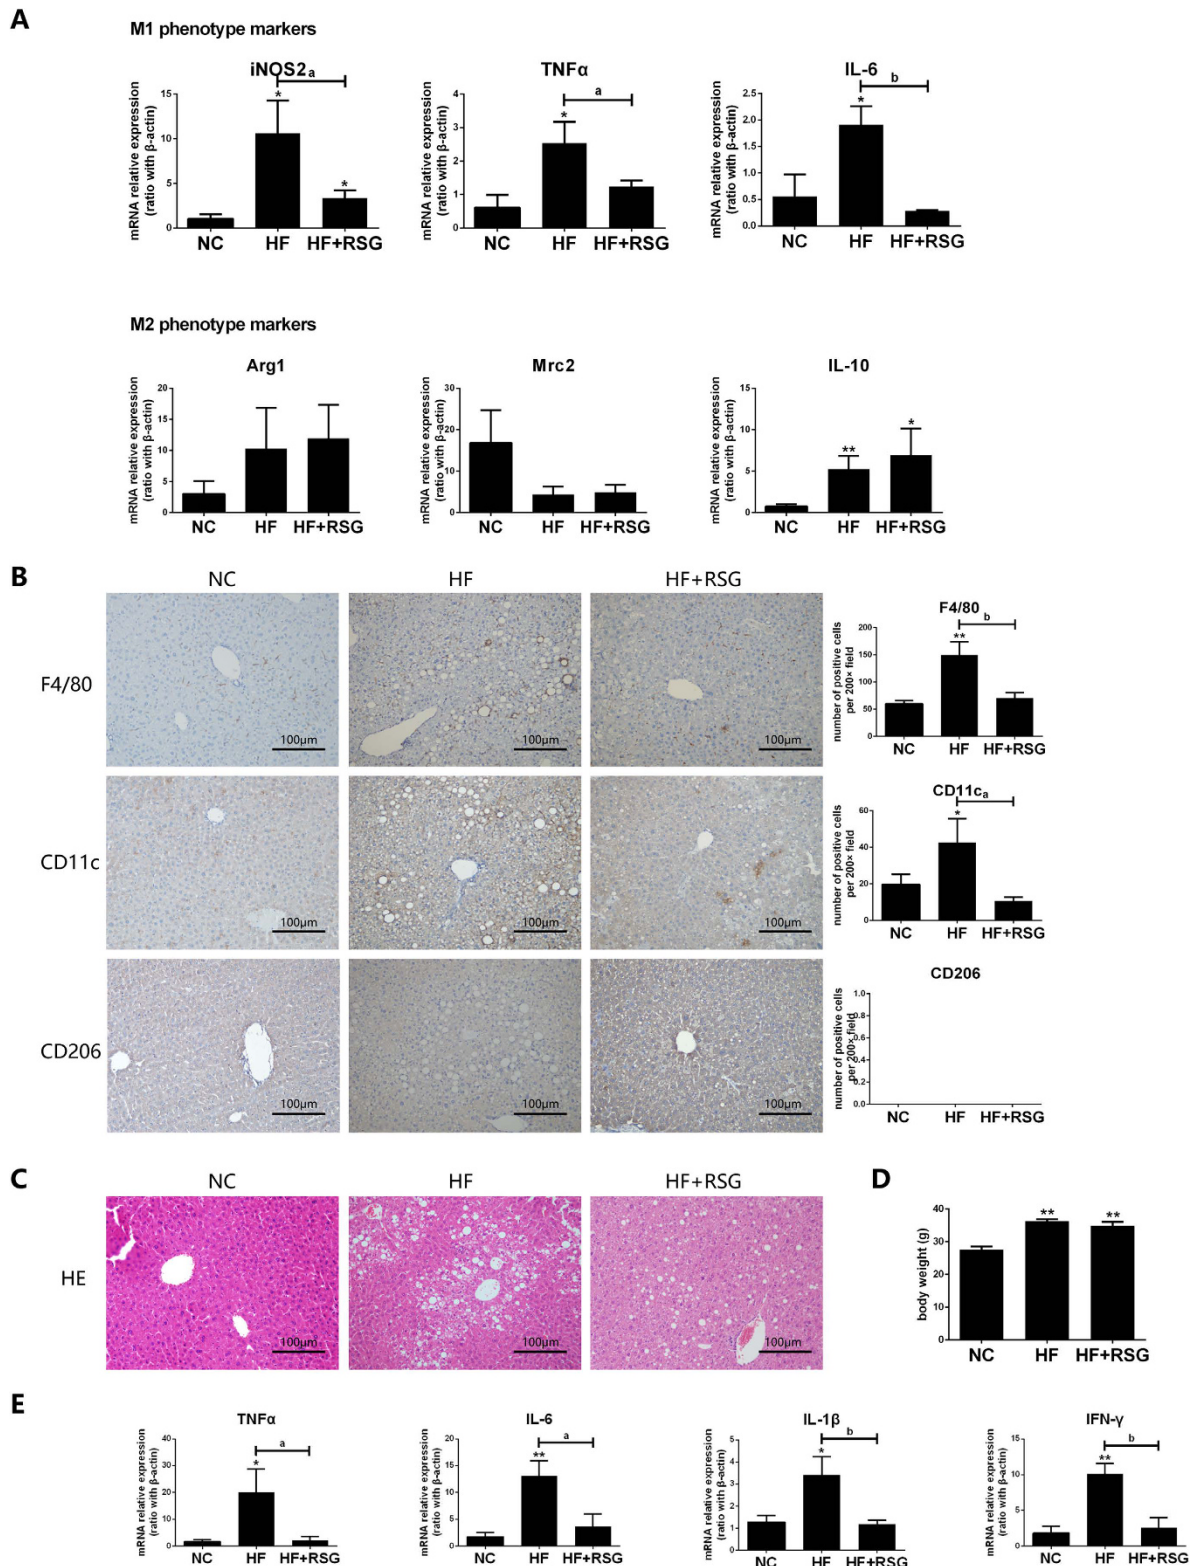 A
M1 phenotype markers
iNOS2
a
*
*
mRNA relative expression
(ratio with β-actin)
15
10
5
0
NC HF HF+RSG
TNFα
a
*
mRNA relative expression
(ratio with β-actin)
4
3
2
1
0
NC HF HF+RSG
IL-6
b
*
mRNA relative expression
(ratio with β-actin)
2.5
2.0
1.5
1.0
0.5
0.0
NC HF HF+RSG
M2 phenotype markers
Arg1
mRNA relative expression
(ratio with β-actin)
20
15
10
5
0
NC HF HF+RSG
Mrc2
mRNA relative expression
(ratio with β-actin)
30
20
10
0
NC HF HF+RSG
IL-10
**
*
mRNA relative expression
(ratio with β-actin)
15
10
5
0
NC HF HF+RSG
B
NC HF HF+RSG
F4/80
100μm 100μm 100μm
F4/80
b
**
number of positive cells
per 200× field
200
150
100
50
0
NC HF HF+RSG
CD11c
100μm 100μm 100μm
CD11c
a
*
number of positive cells
per 200× field
60
40
20
0
NC HF HF+RSG
CD206
100μm 100μm 100μm
CD206
number of positive cells
per 200× field
1.0
0.8
0.6
0.4
0.2
0.0
NC HF HF+RSG
C
NC HF HF+RSG
HE
100μm 100μm 100μm
D
** **
body weight (g)
40
30
20
10
0
NC HF HF+RSG
E
TNFα
a
*
mRNA relative expression
(ratio with β-actin)
40
30
20
10
0
NC HF HF+RSG
IL-6
a
**
mRNA relative expression
(ratio with β-actin)
20
15
10
5
0
NC HF HF+RSG
IL-1β
b
*
mRNA relative expression
(ratio with β-actin)
5
4
3
2
1
0
NC HF HF+RSG
IFN-γ
b
**
mRNA relative expression
(ratio with β-actin)
15
10
5
0
NC HF HF+RSG